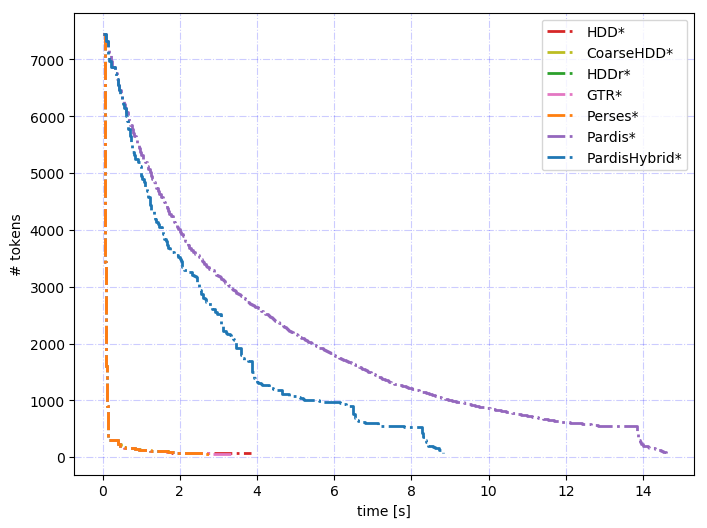 HDD*
CoarseHDD*
HDDr*
GTR*
Perses*
Pardis*
PardisHybrid*
# tokens
7000
6000
5000
4000
3000
2000
1000
0
0 2 4 6 8 10 12 14
time [s]